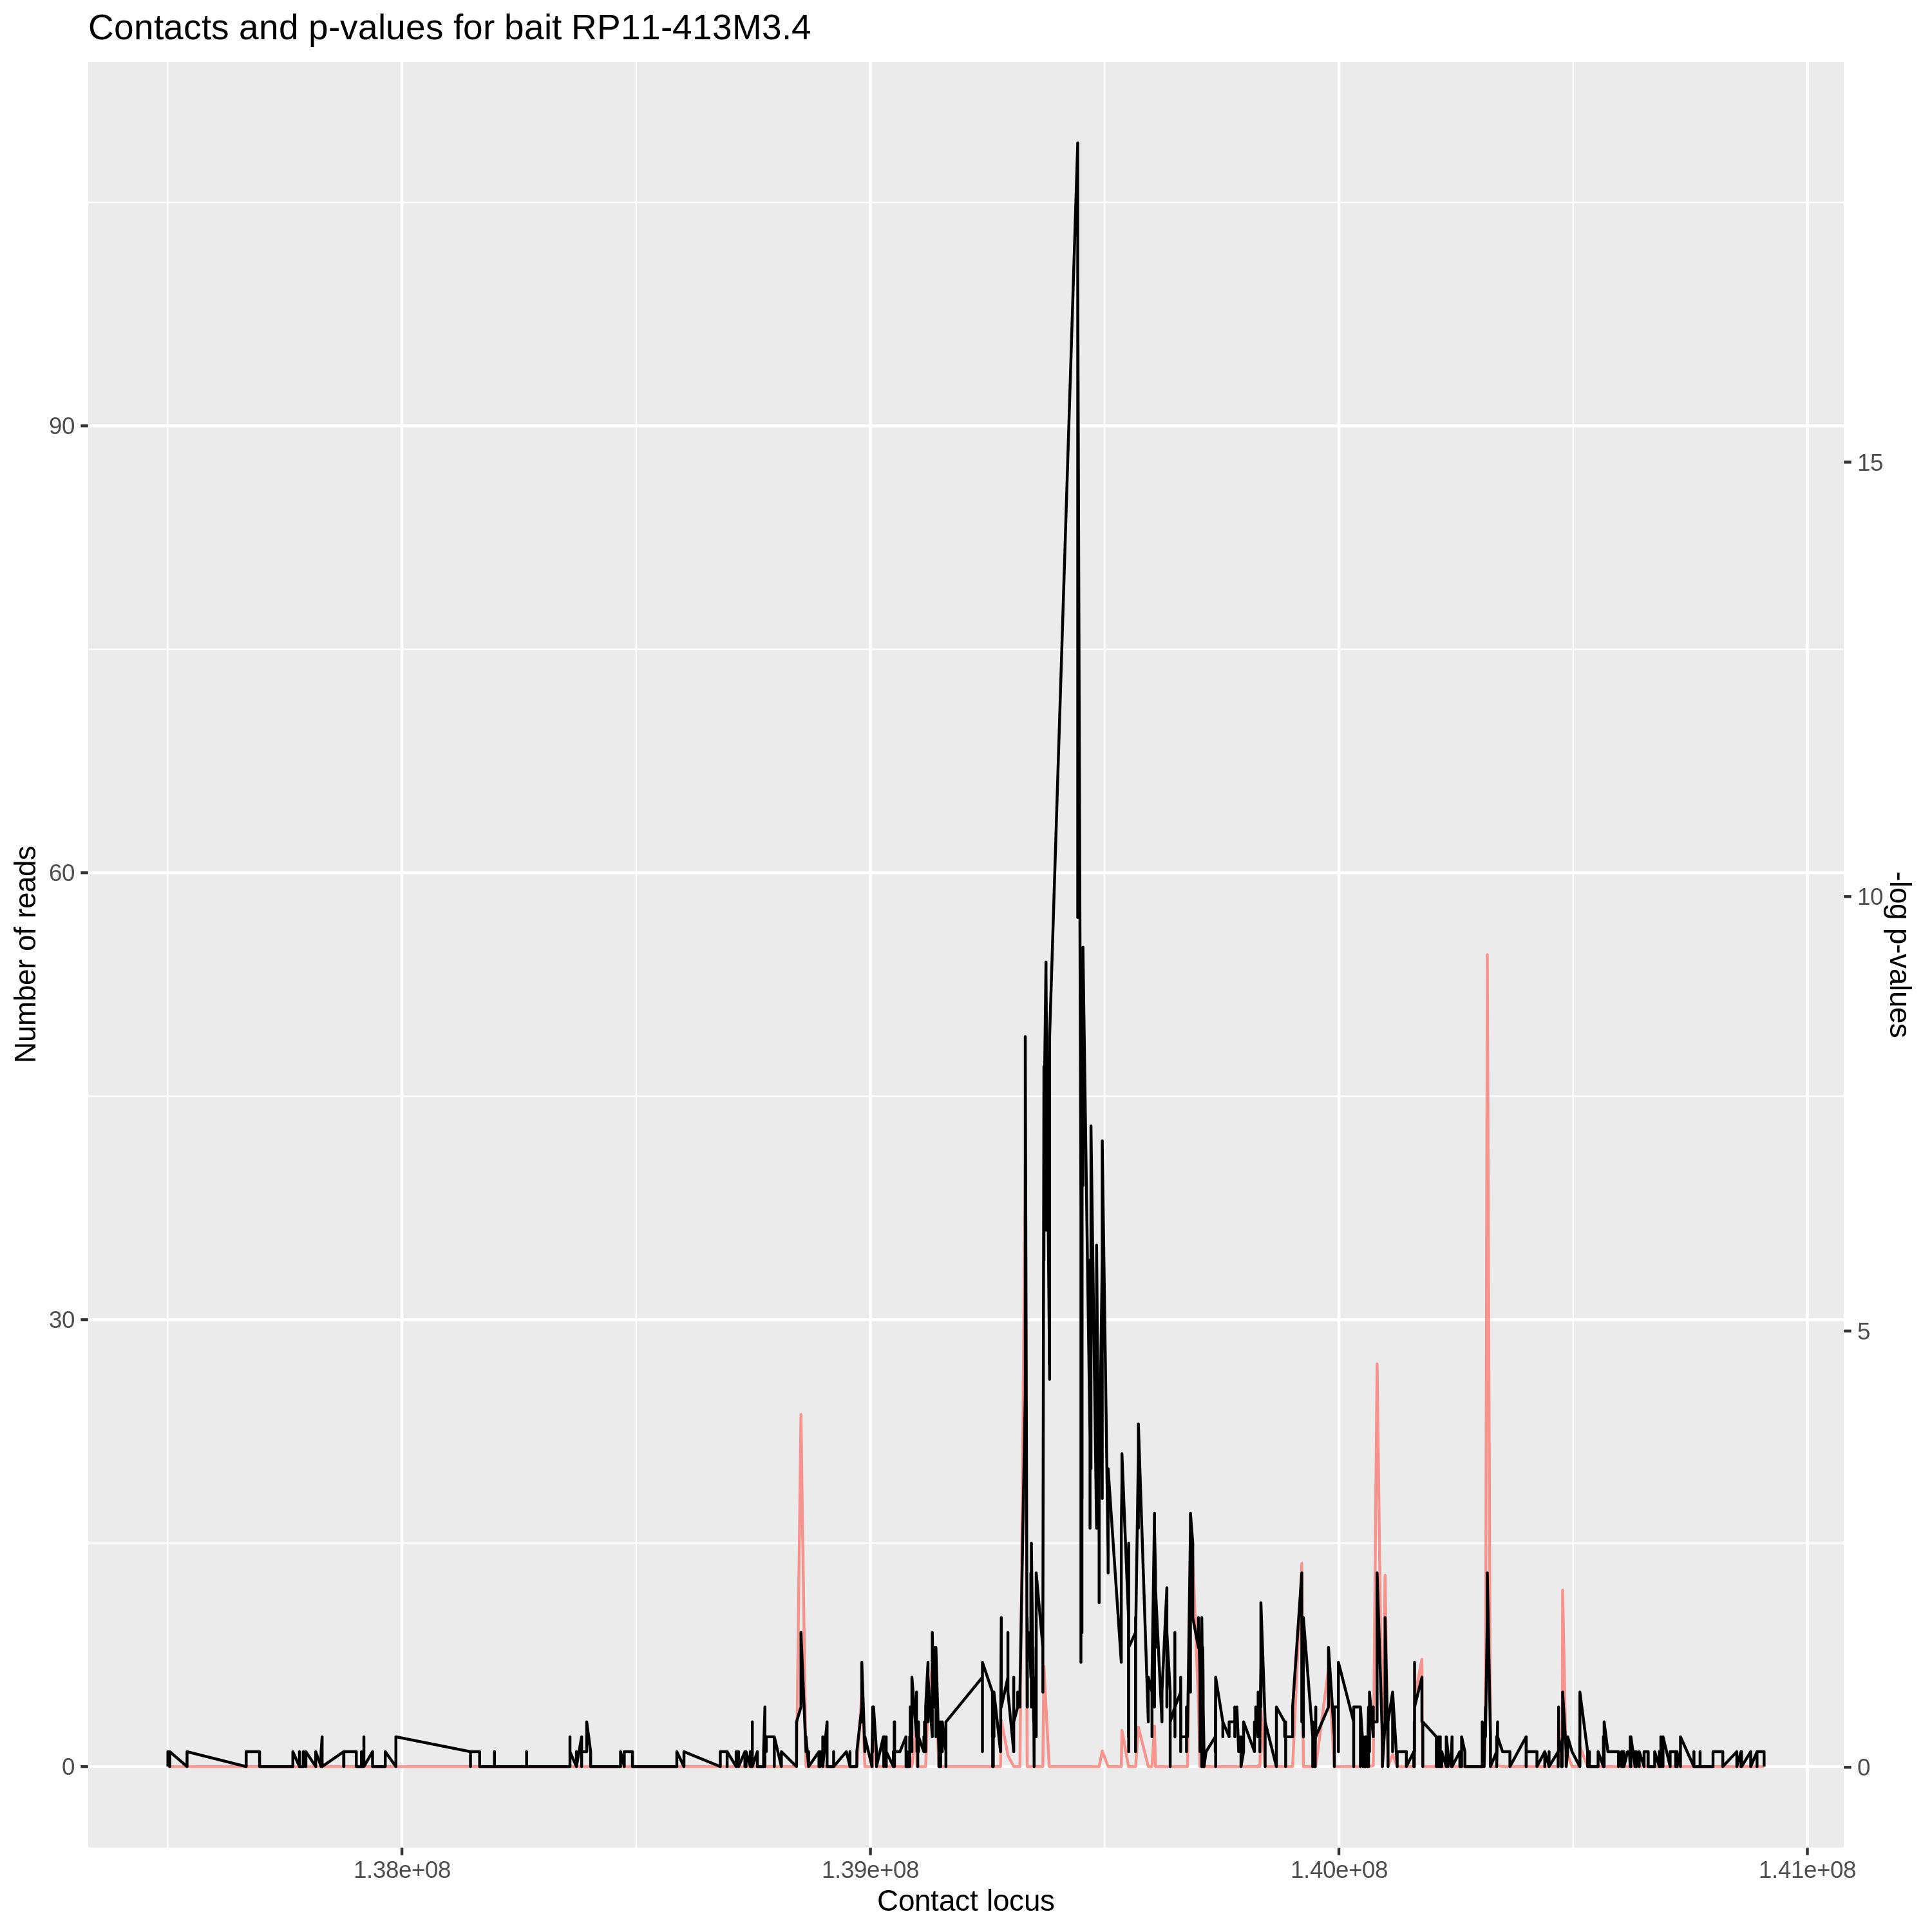 Contacts and p-values for bait RP11-413M3.4
90
60
30
0
Number of reads
15
10
5
0
-log p-values
1.38e+08
1.39e+08
1.40e+08
1.41e+08
Contact locus